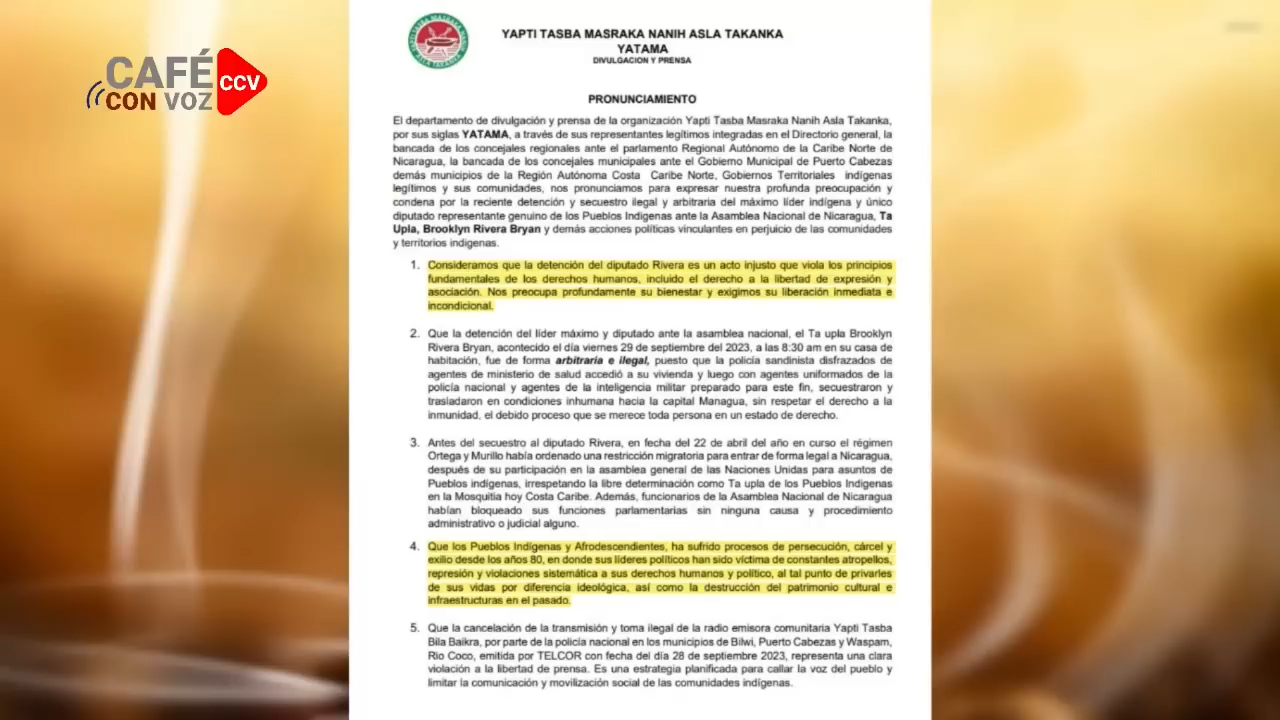 CAFÉ
CON VOZ
CCV
YAPTI TASBA MASRAKA NANIH ASLA TAKANKA
YATAMA
DIVULGACION Y PRENSA
PRONUNCIAMIENTO
El departamento de divulgación y prensa de la organización Yapti Tasba Masraka Nanih Asla Takanka,
por sus siglas YATAMA, a través de sus representantes legítimos integradas en el Directorio general, la
bancada de los concejales regionales ante el parlamento Regional Autónomo de la Caribe Norte de
Nicaragua, la bancada de los concejales municipales ante el Gobierno Municipal de Puerto Cabezas
demás municipios de la Región Autónoma Costa Caribe Norte, Gobiernos Territoriales indígenas
legítimos y sus comunidades, nos pronunciamos para expresar nuestra profunda preocupación y
condena por la reciente detención y secuestro ilegal y arbitraria del máximo líder indígena y único
diputado representante genuino de los Pueblos Indigenas ante la Asamblea Nacional de Nicaragua, Ta
Upla, Brooklyn Rivera Bryan y demás acciones políticas vinculantes en perjuicio de las comunidades
y territorios indigenas.
1. Consideramos que la detención del diputado Rivera es un acto injusto que viola los principios
fundamentales de los derechos humanos, incluido el derecho a la libertad de expresión y
asociación. Nos preocupa profundamente su bienestar y exigimos su liberación inmediata e
incondicional.
2. Que la detención del líder máximo y diputado ante la asamblea nacional, el Ta upla Brooklyn
Rivera Bryan, acontecido el día viernes 29 de septiembre del 2023, a las 8:30 am en su casa de
habitación, fue de forma arbitraria e ilegal, puesto que la policía sandinista disfrazados de
agentes de ministerio de salud accedió a su vivienda y luego con agentes uniformados de la
policía nacional y agentes de la inteligencia militar preparado para este fin, secuestraron y
trasladaron en condiciones inhumana hacia la capital Managua, sin respetar el derecho a la
inmunidad, el debido proceso que se merece toda persona en un estado de derecho.
3. Antes del secuestro al diputado Rivera, en fecha del 22 de abril del año en curso el régimen
Ortega y Murillo había ordenado una restricción migratoria para entrar de forma legal a Nicaragua,
después de su participación en la asamblea general de las Naciones Unidas para asuntos de
Pueblos indígenas, irrespetando la libre determinación como Ta upla de los Pueblos Indigenas
en la Mosquitia hoy Costa Caribe. Además, funcionarios de la Asamblea Nacional de Nicaragua
habían bloqueado sus funciones parlamentarias sin ninguna causa y procedimiento
administrativo o judicial alguno.
4. Que los Pueblos Indígenas y Afrodescendientes, ha sufrido procesos de persecución, cárcel y
exilio desde los años 80, en donde sus líderes políticos han sido víctima de constantes atropellos,
represión y violaciones sistemática a sus derechos humanos y político, al tal punto de privarles
de sus vidas por diferencia ideológica, así como la destrucción del patrimonio cultural e
infraestructuras en el pasado.
5. Que la cancelación de la transmisión y toma ilegal de la radio emisora comunitaria Yapti Tasba
Bila Baikra, por parte de la policía nacional en los municipios de Bilwi, Puerto Cabezas y Waspam,
Rio Coco, emitida por TELCOR con fecha del día 28 de septiembre 2023, representa una clara
violación a la libertad de prensa. Es una estrategia planificada para callar la voz del pueblo y
limitar la comunicación y movilización social de las comunidades indígenas.